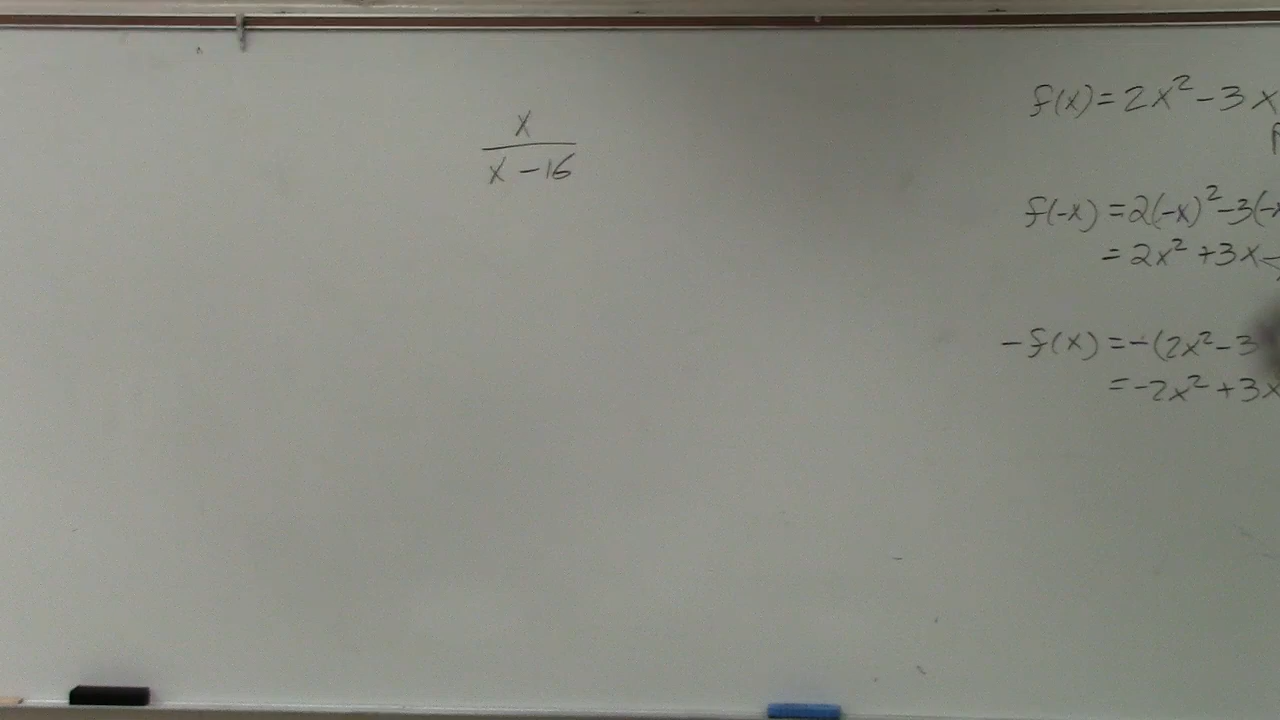 x
x - 16
f(x) = 2x² - 3x
f(-x) = 2(-x)² - 3(-x
= 2x² + 3x -
-f(x) = -(2x² - 3
= -2x² + 3x